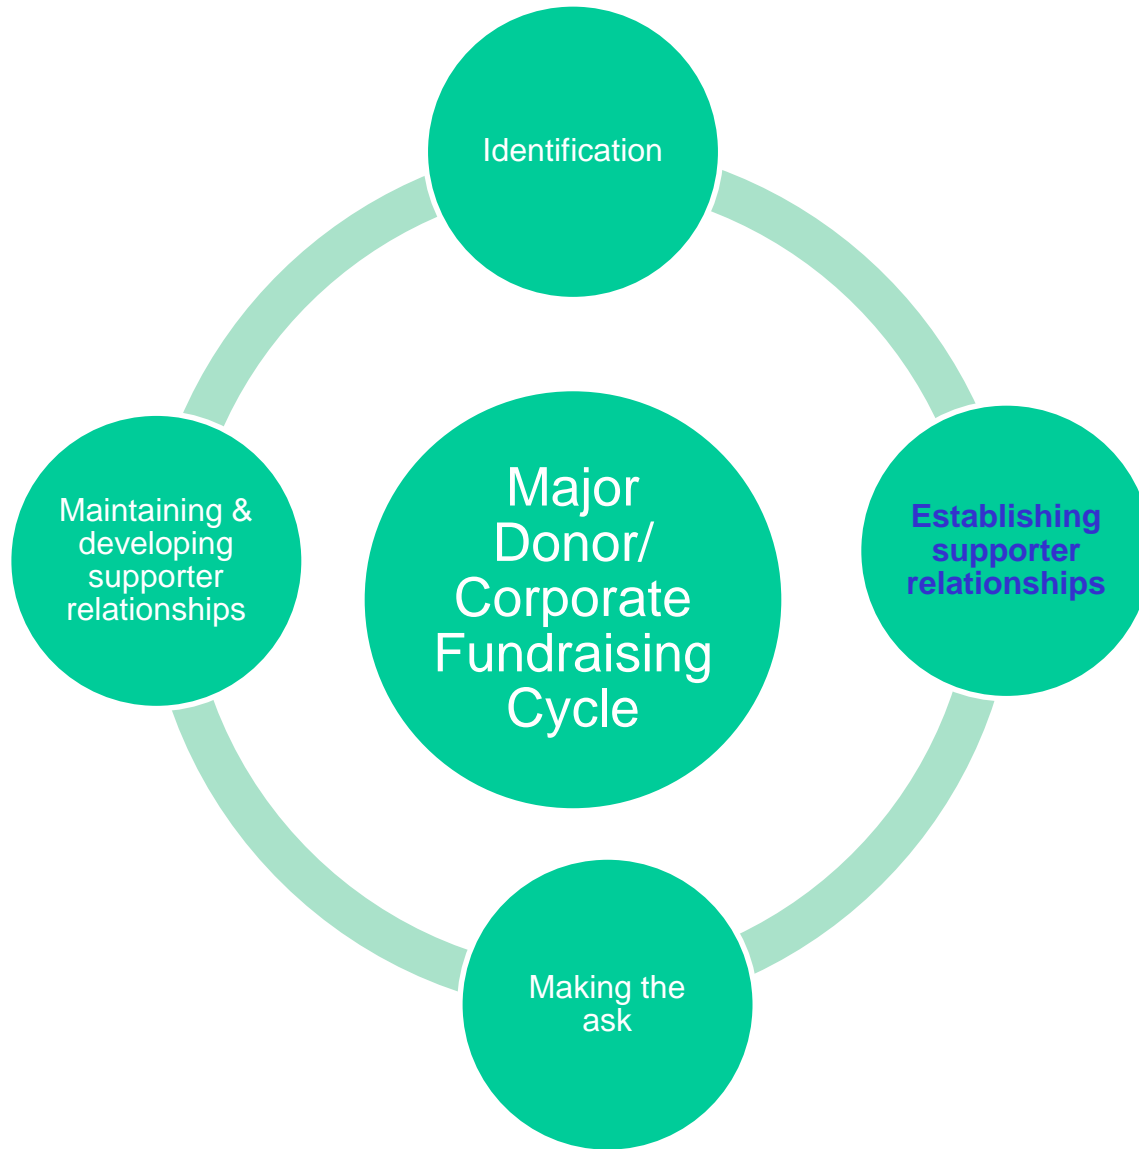 Identification
Establishing
supporter
relationships
Making the
ask
Maintaining &
developing
supporter
relationships
Major
Donor/
Corporate
Fundraising
Cycle